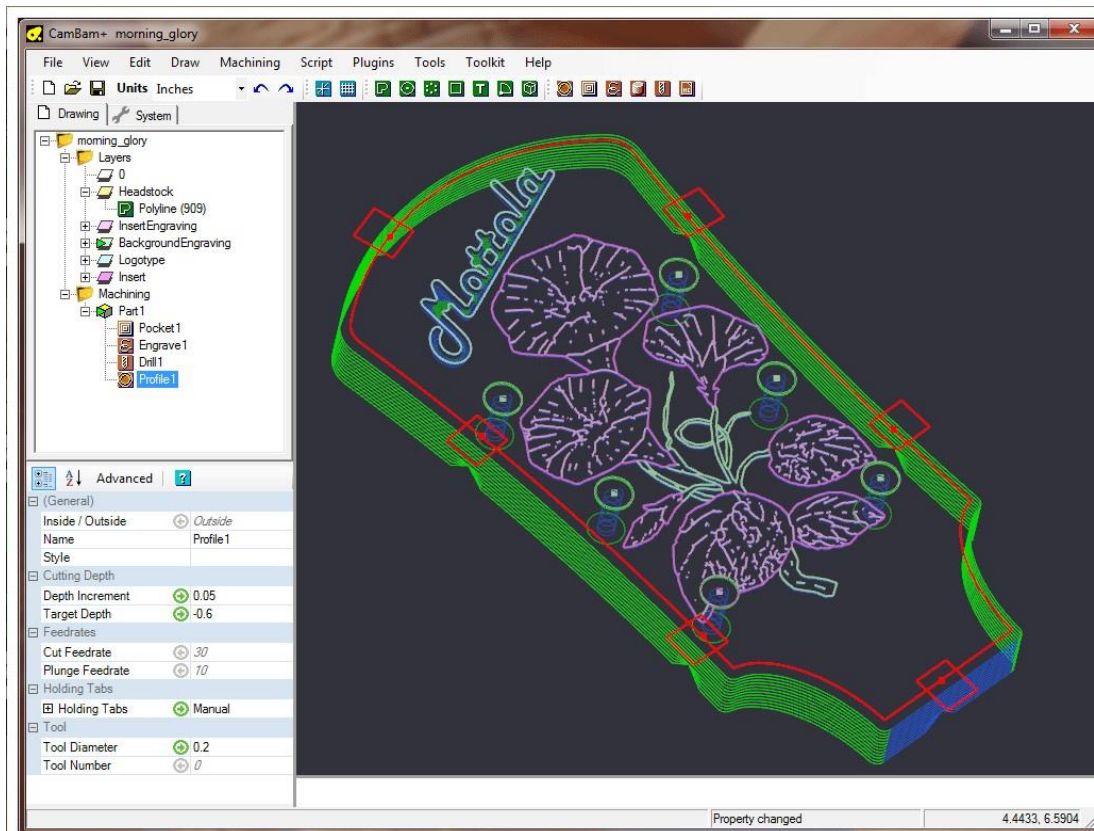 CamBam+ morning_glory
File View Edit Draw Machining Script Plugins Tools Toolkit Help
Units Inches
Drawing System
morning_glory
Layers
0
Headstock
Polyline (909)
InsertEngraving
BackgroundEngraving
Logotype
Insert
Machining
Part1
Pocket1
Engrave1
Drill1
Profile1
Mottola
Advanced
(General)
Inside / Outside Outside
Name Profile1
Style
Cutting Depth
Depth Increment 0.05
Target Depth -0.6
Feedrates
Cut Feedrate 30
Plunge Feedrate 10
Holding Tabs
Holding Tabs Manual
Tool
Tool Diameter 0.2
Tool Number 0
Property changed 4.4433, 6.5904